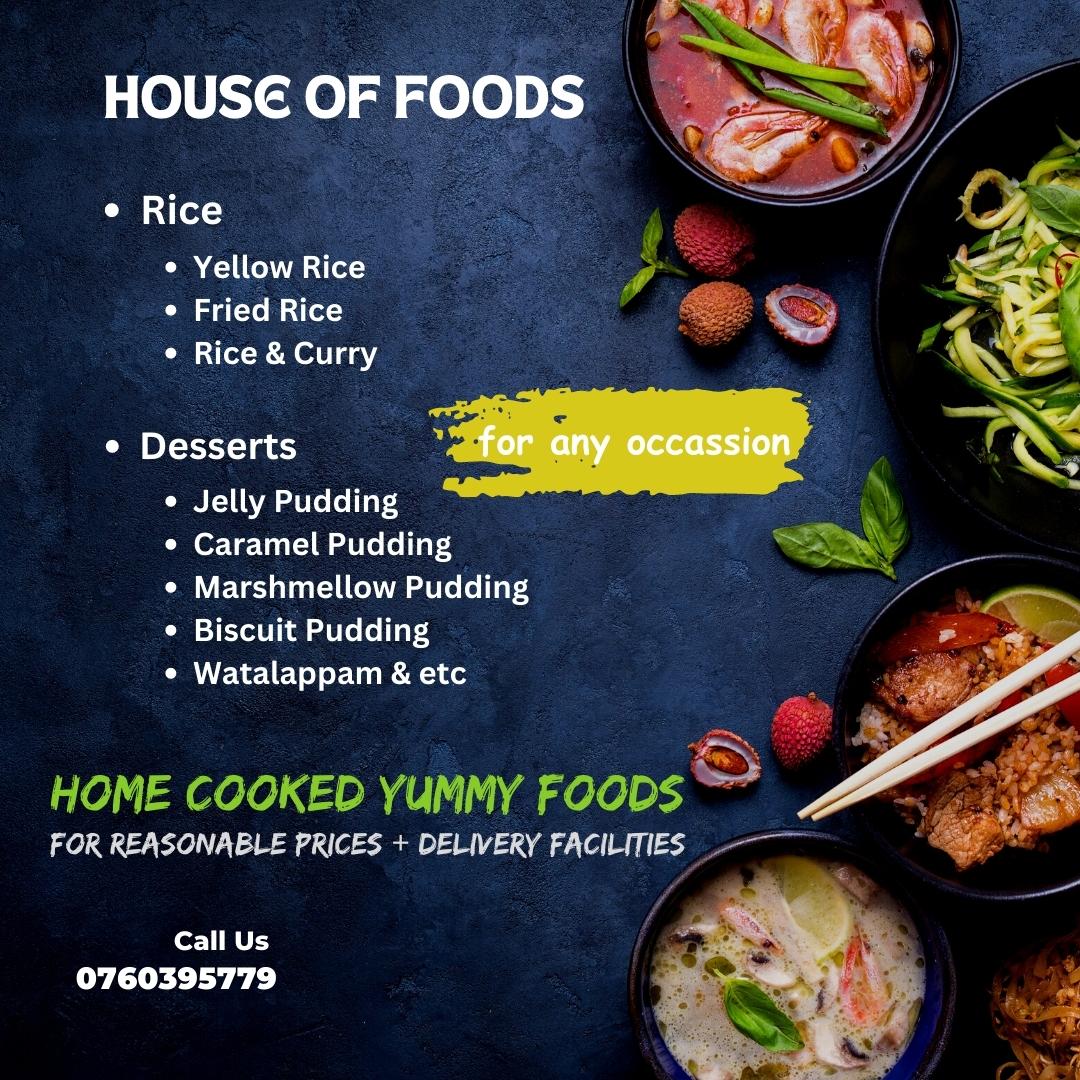 HOUSE OF FOODS
• Rice
• Yellow Rice
• Fried Rice
• Rice & Curry
for any occassion
• Desserts
• Jelly Pudding
• Caramel Pudding
• Marshmellow Pudding
• Biscuit Pudding
• Watalappam & etc
HOME COOKED YUMMY FOODS
FOR REASONABLE PRICES + DELIVERY FACILITIES
Call Us
0760395779